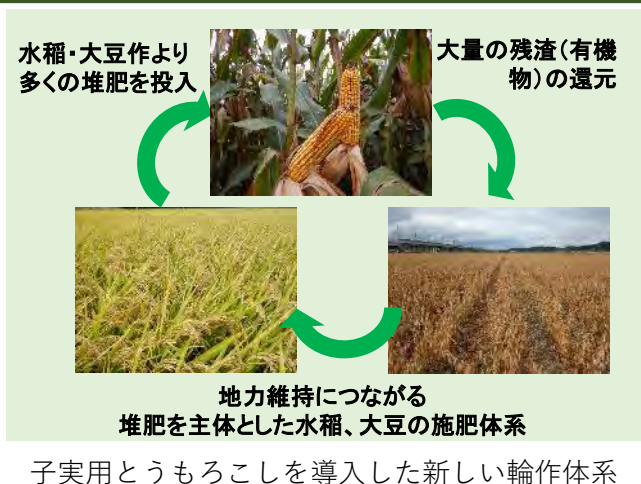 水稲・大豆作より
多くの堆肥を投入
大量の残渣(有機
物)の還元
地力維持につながる
堆肥を主体とした水稲、大豆の施肥体系
子実用とうもろこしを導入した新しい輪作体系